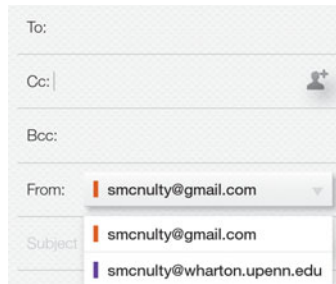 To:
Cc:
Bcc:
From: smcnulty@gmail.com
Subject smcnulty@gmail.com
smcnulty@wharton.upenn.edu